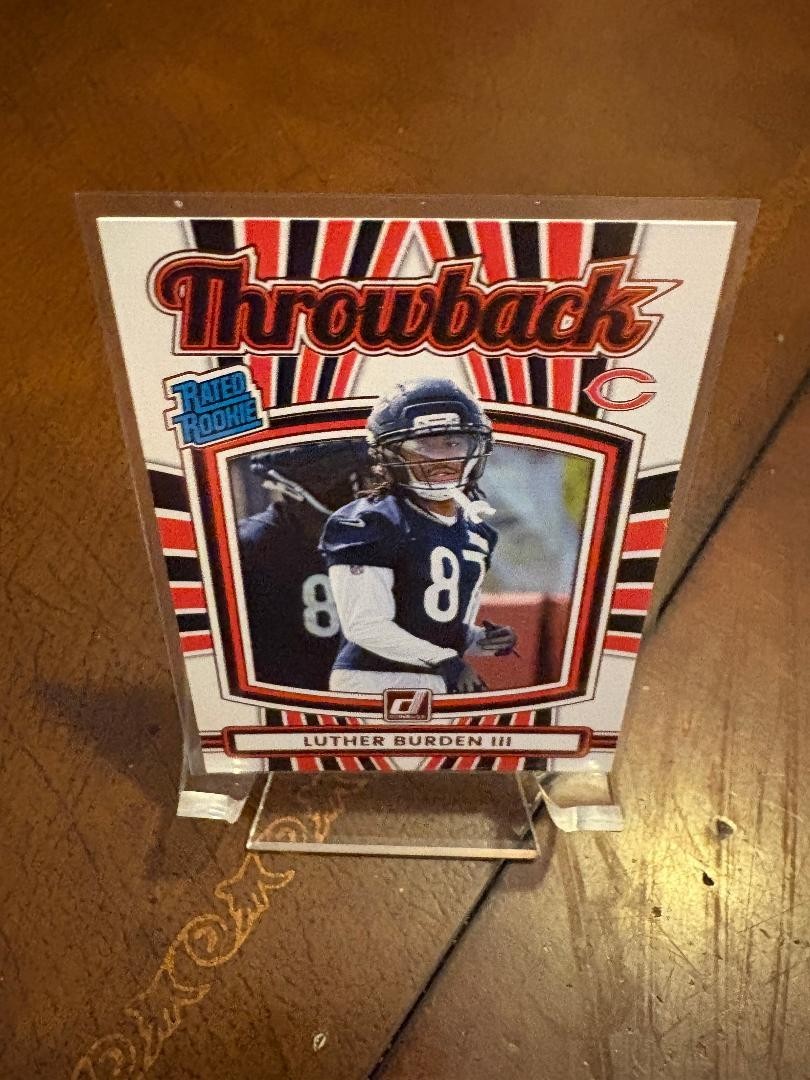 Throwback
RATED
ROOKIE
C
87
8
LUTHER BURDEN III